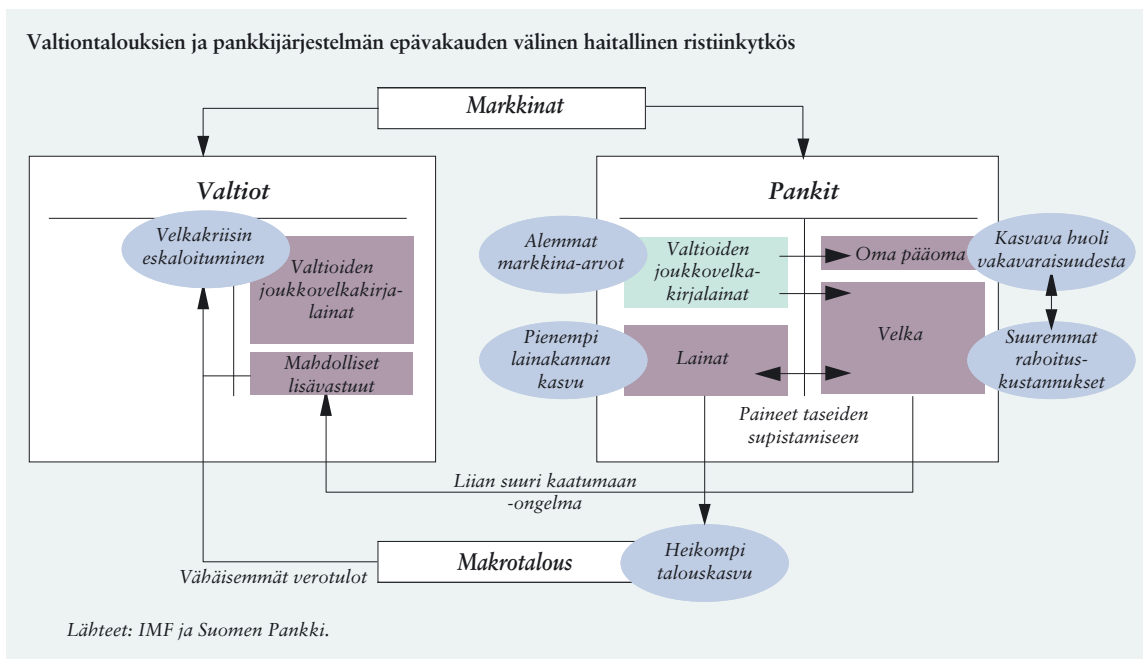 Valtiontalouksien ja pankkijärjestelmän epävakauden välinen haitallinen ristiinkytkös
Markkinat
Valtiot
Velkakriisin
eskaloituminen
Valtioiden
joukkovelkakirja-
lainat
Mahdolliset
lisävastuut
Pankit
Alemmat
markkina-arvot
Valtioiden
joukkovelka-
kirjalainat
Oma pääoma
Kasvava huoli
vakavaraisuudesta
Pienempi
lainakannan
kasvu
Lainat
Velka
Suuremmat
rahoitus-
kustannukset
Paineet taseiden
supistamiseen
Liian suuri kaatumaan
-ongelma
Makrotalous
Heikompi
talouskasvu
Vähäisemmät verotulot
Lähteet: IMF ja Suomen Pankki.